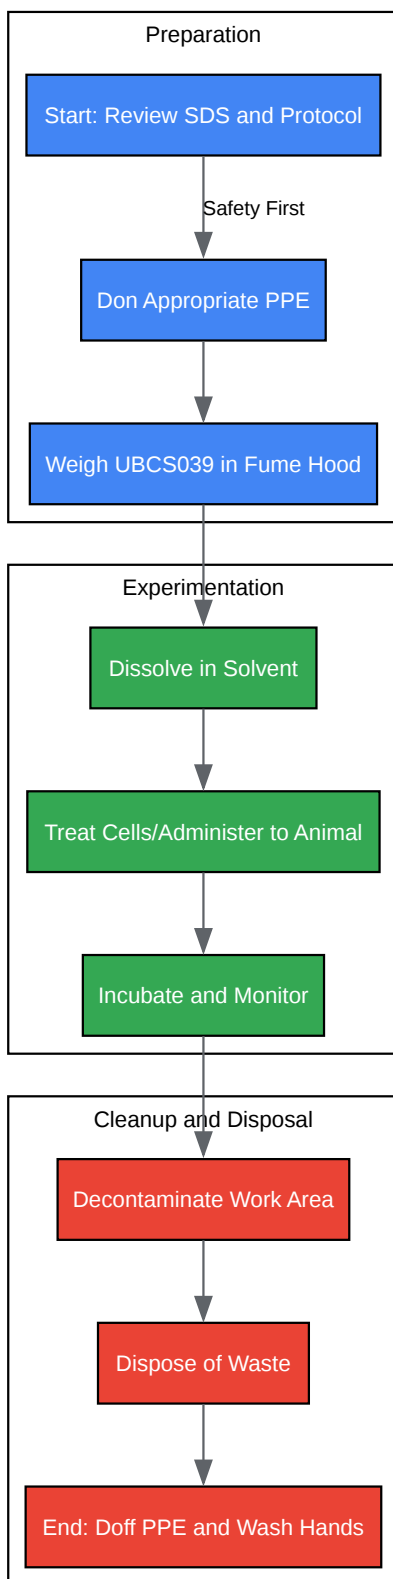 Preparation
Start: Review SDS and Protocol
Safety First
Don Appropriate PPE
Weigh UBCS039 in Fume Hood
Experimentation
Dissolve in Solvent
Treat Cells/Administer to Animal
Incubate and Monitor
Cleanup and Disposal
Decontaminate Work Area
Dispose of Waste
End: Doff PPE and Wash Hands